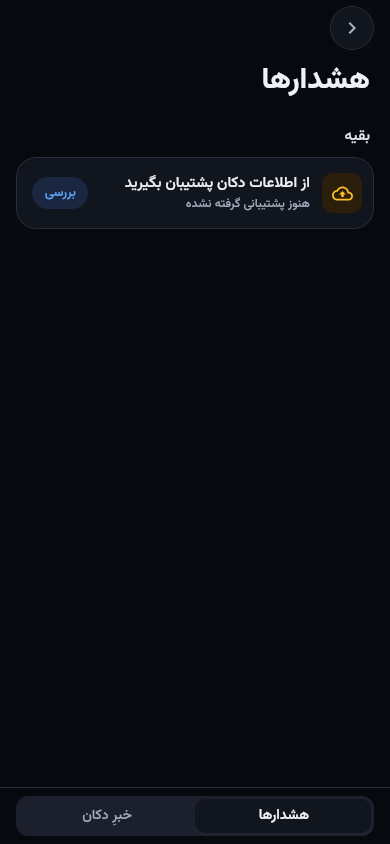 هشدارها
بقیه
از اطلاعات دکان پشتیبان بگیرید
هنوز پشتیبانی گرفته نشده
بررسی
هشدارها
خبرِ دکان